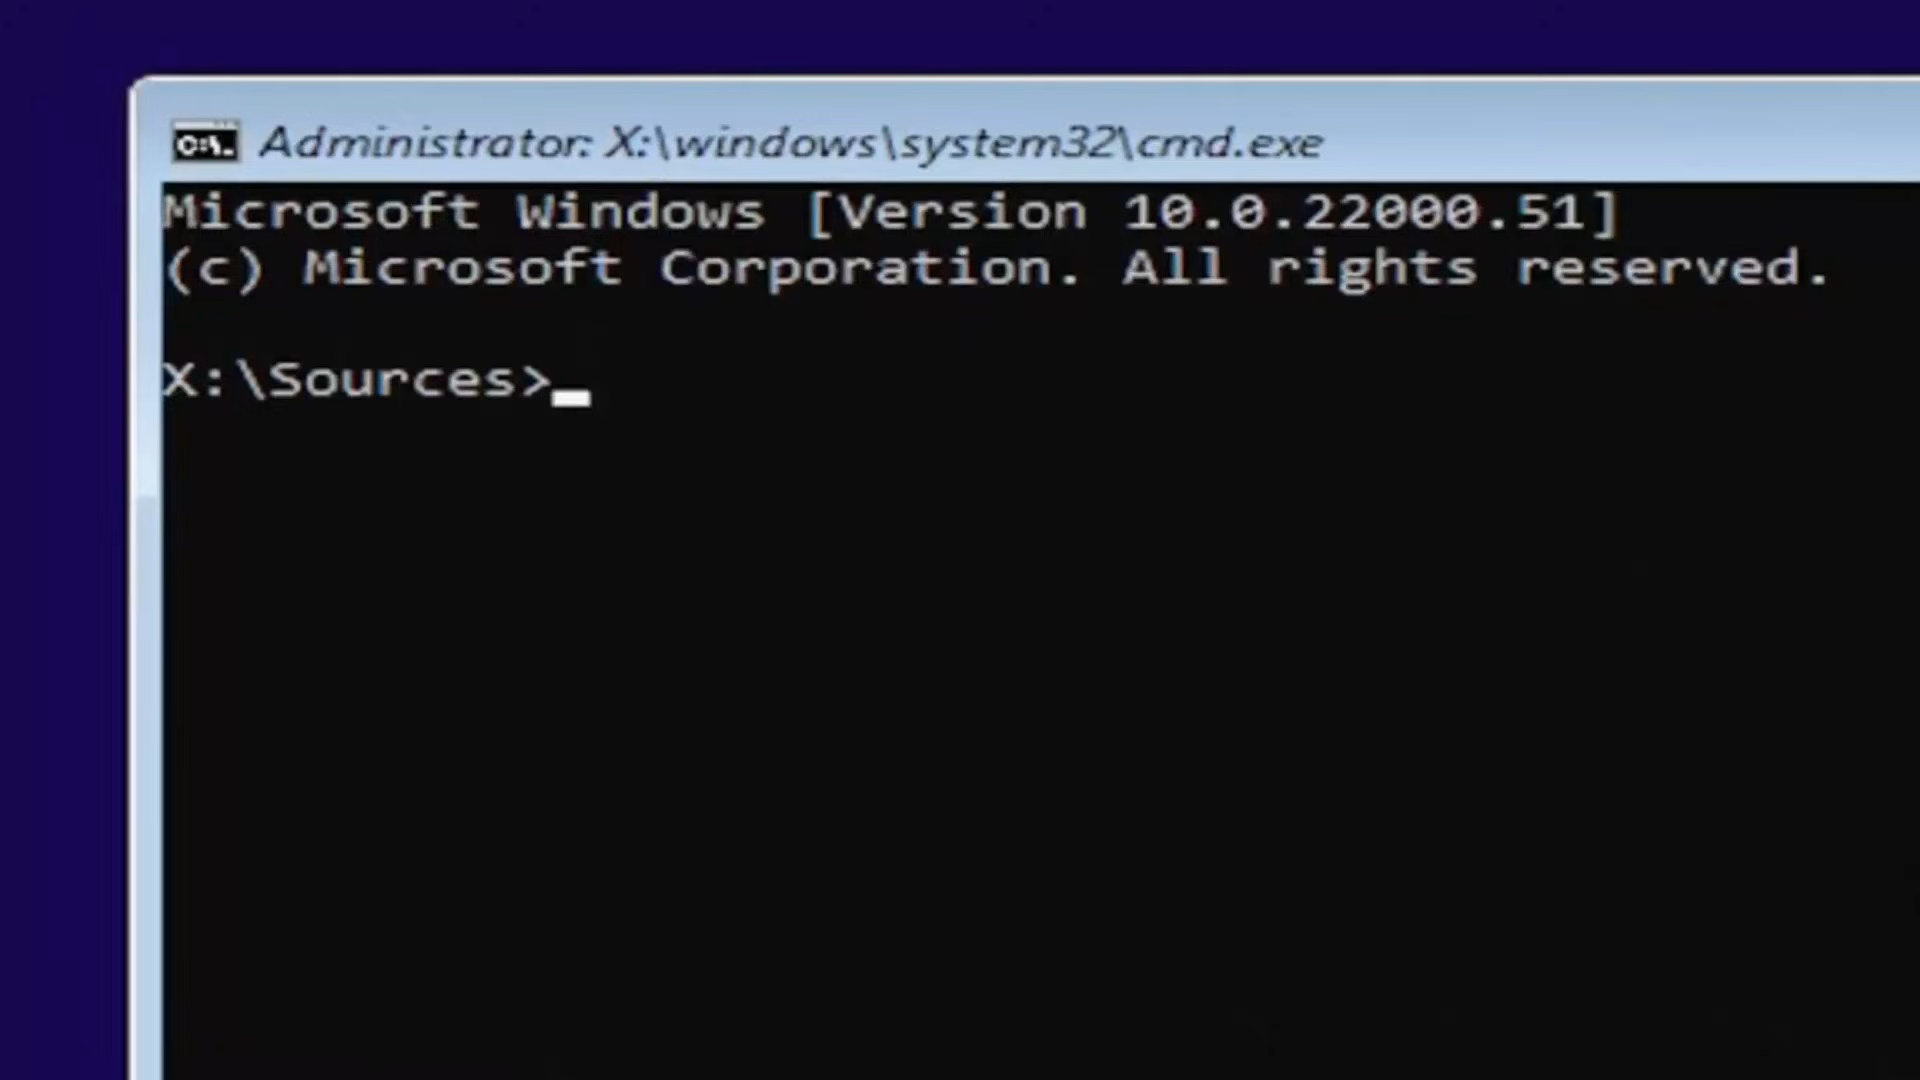 C:\.
Administrator: X:\windows\system32\cmd.exe
Microsoft Windows [Version 10.0.22000.51]
(c) Microsoft Corporation. All rights reserved.
X:\Sources>